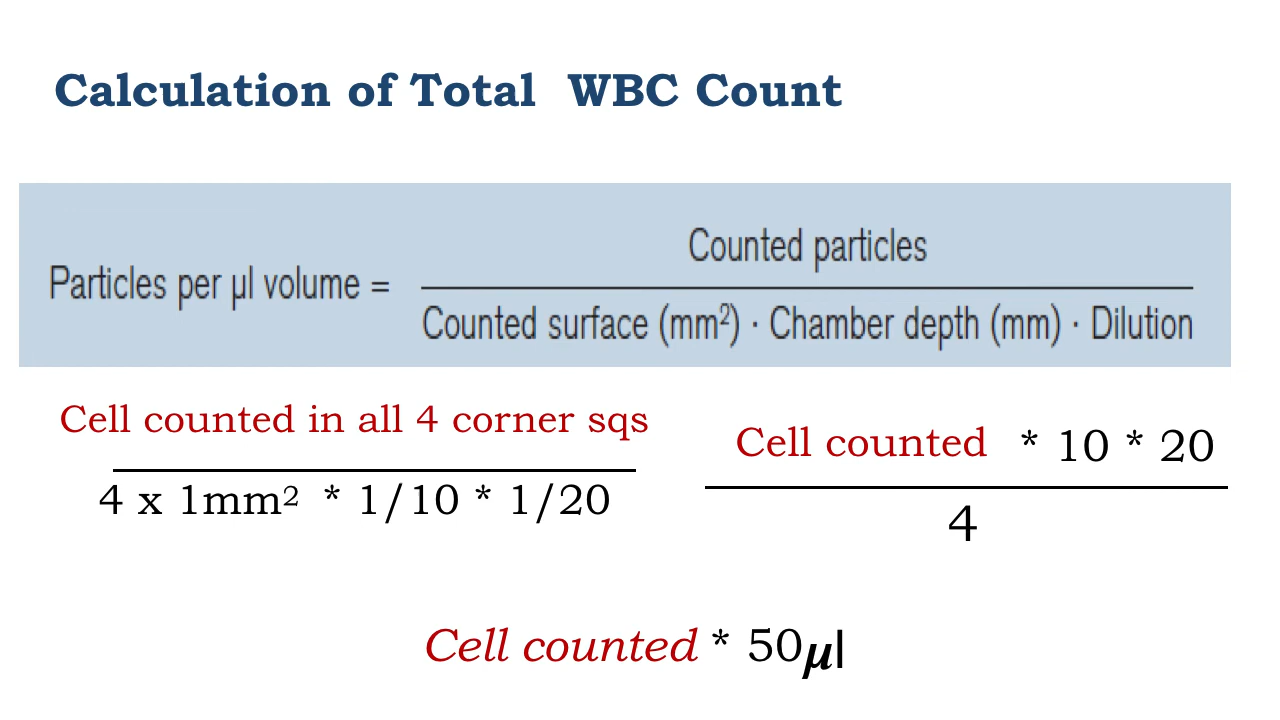 Calculation of Total WBC Count
Counted particles
Particles per µl volume =
Counted surface (mm²) · Chamber depth (mm) · Dilution
Cell counted in all 4 corner sqs
4 x 1mm2 * 1/10 * 1/20
Cell counted * 10 * 20
4
Cell counted * 50µl